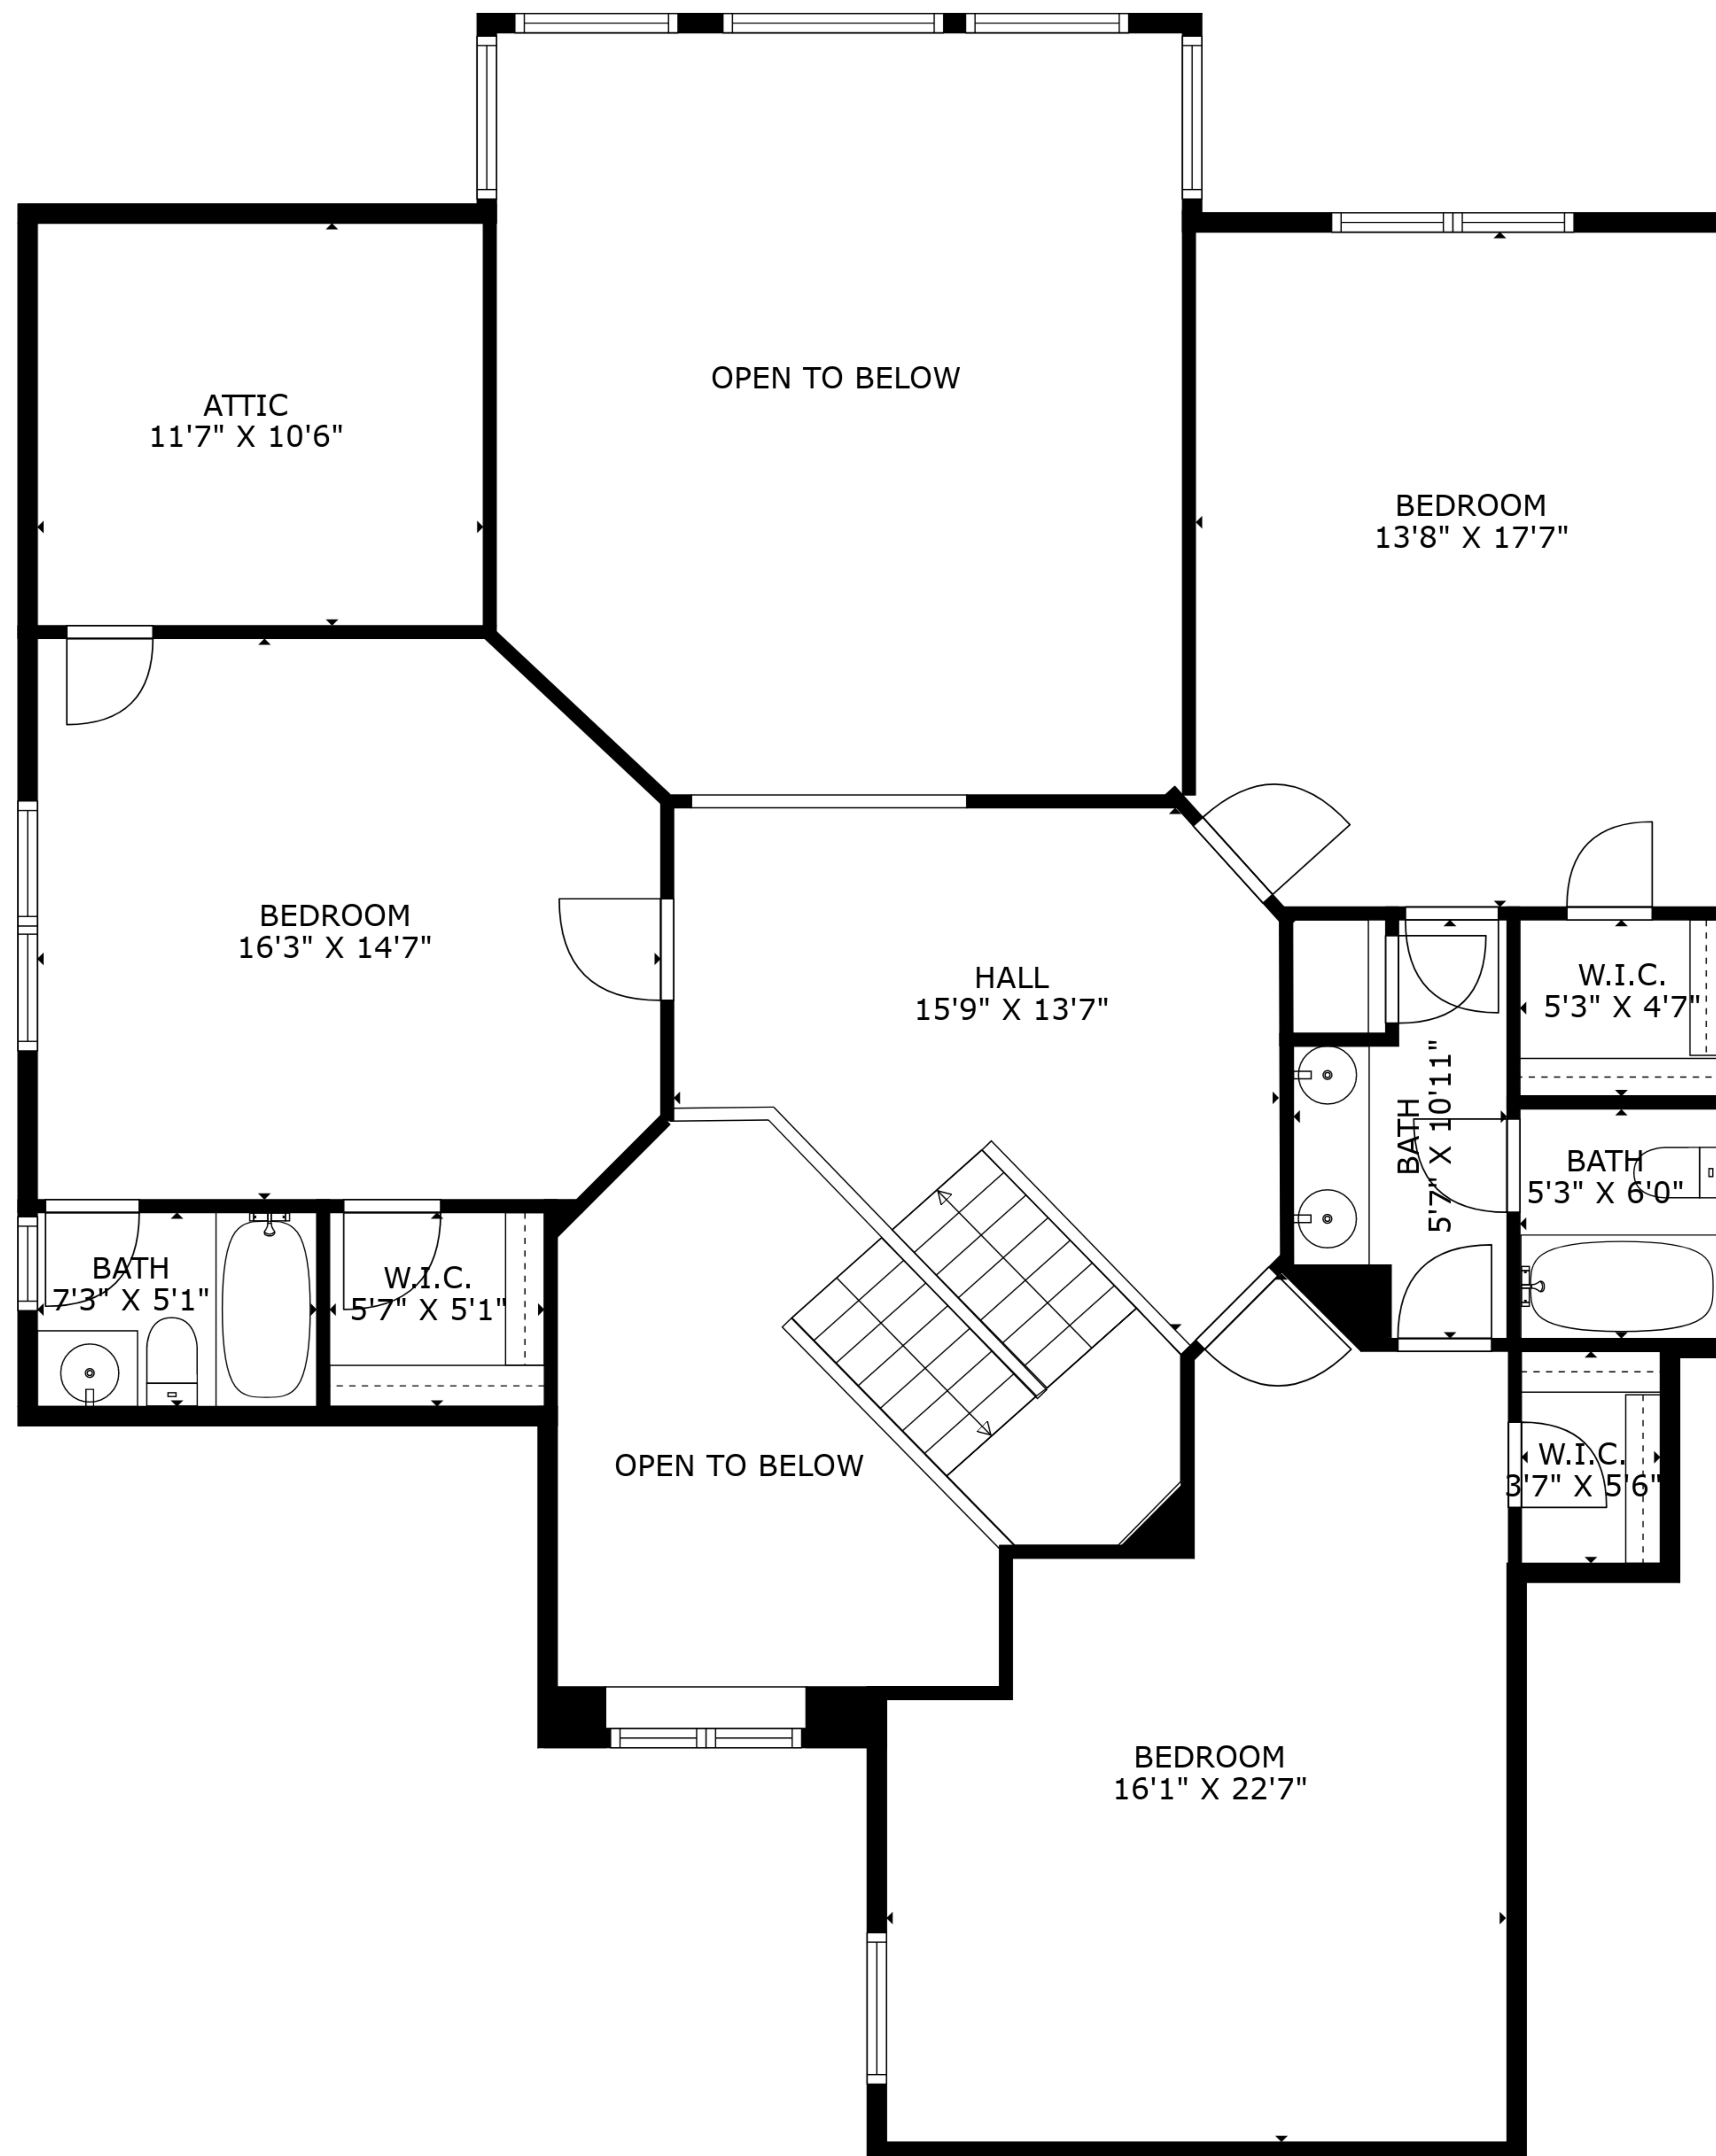 OPEN TO BELOW
ATTIC
11'7" X 10'6"
BEDROOM
13'8" X 17'7"
BEDROOM
16'3" X 14'7"
HALL
15'9" X 13'7"
W.I.C.
5'3" X 4'7"
BATH
5'7" X 10'11"
BATH
5'3" X 6'0"
BATH
7'3" X 5'1"
W.I.C.
5'7" X 5'1"
OPEN TO BELOW
W.I.C.
3'7" X 5'6"
BEDROOM
16'1" X 22'7"